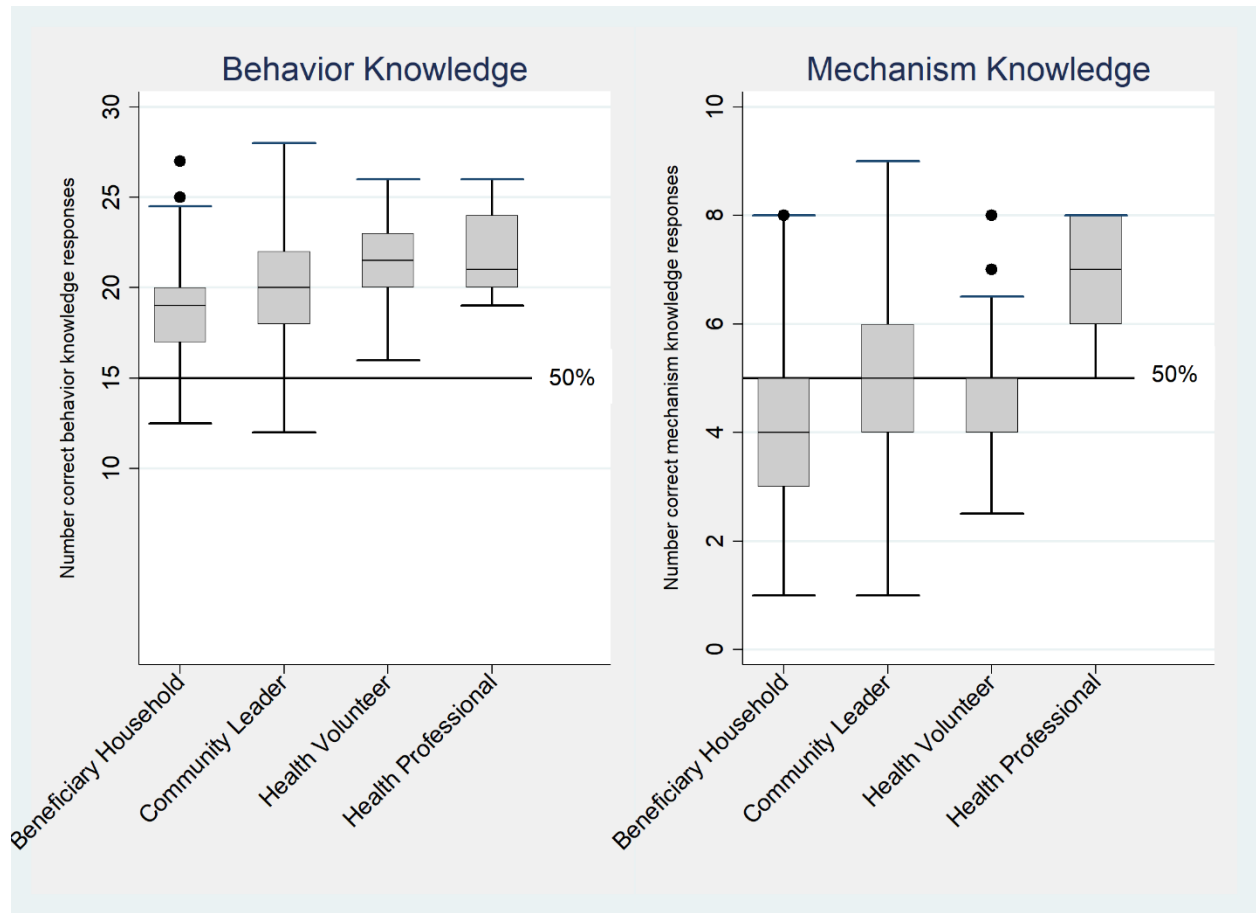 Behavior Knowledge
Number correct behavior knowledge responses
30
25
20
15
10
50%
Beneficiary Household
Community Leader
Health Volunteer
Health Professional
Mechanism Knowledge
Number correct mechanism knowledge responses
10
8
6
4
2
0
50%
Beneficiary Household
Community Leader
Health Volunteer
Health Professional